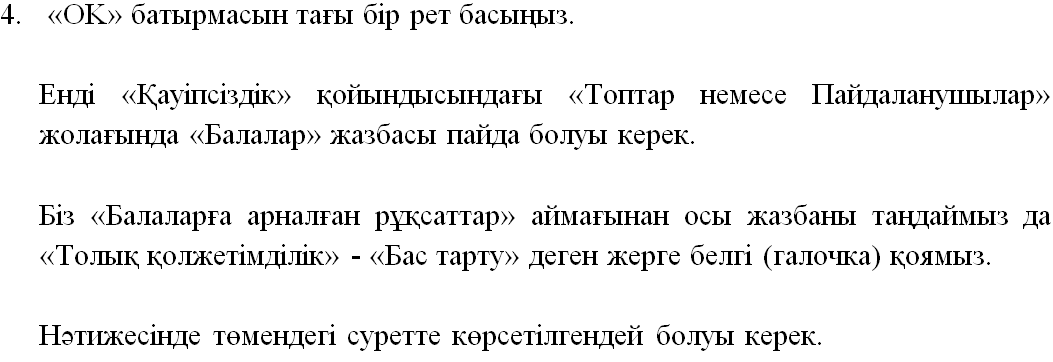 4. «OK» батырмасын тағы бір рет басыңыз.
Енді «Қауіпсіздік» қойындысындағы «Топтар немесе Пайдаланушылар»
жолағында «Балалар» жазбасы пайда болуы керек.
Біз «Балаларға арналған рұқсаттар» аймағынан осы жазбаны таңдаймыз да
«Толық қолжетімділік» - «Бас тарту» деген жерге белгі (галочка) қоямыз.
Нәтижесінде төмендегі суретте көрсетілгендей болуы керек.